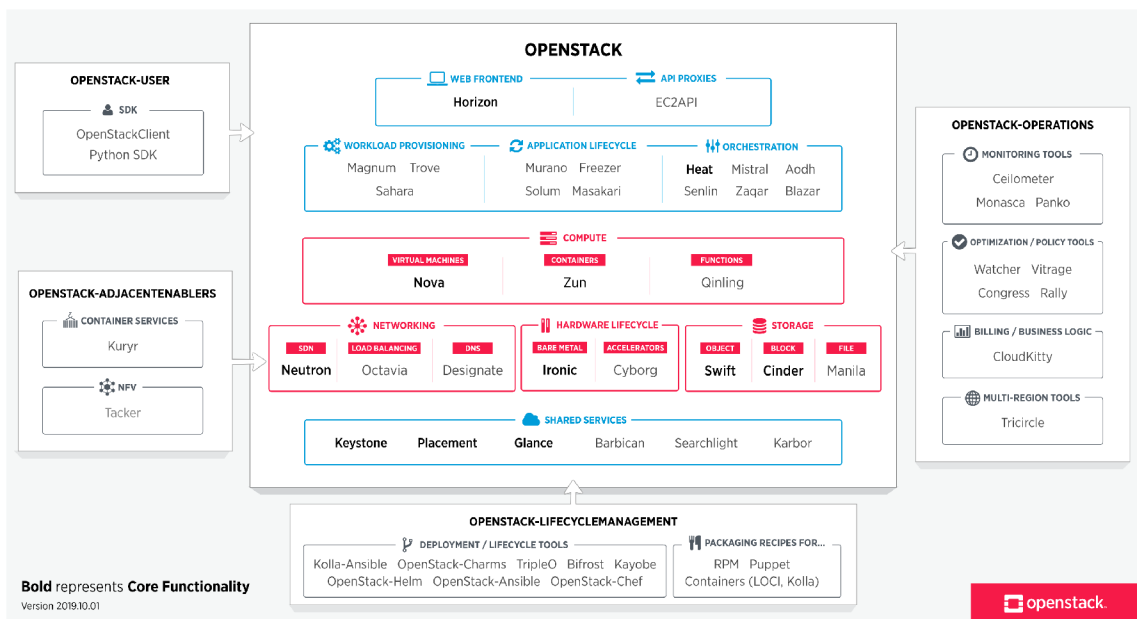 OPENSTACK
WEB FRONTEND
API PROXIES
Horizon
EC2API
WORKLOAD PROVISIONING
APPLICATION LIFECYCLE
ORCHESTRATION
Magnum Trove
Sahara
Murano Freezer
Solum Masakari
Heat Mistral Aodh
Senlin Zaqar Blazar
COMPUTE
VIRTUAL MACHINES
CONTAINERS
FUNCTIONS
Nova
Zun
Qinling
NETWORKING
SDN
LOAD BALANCING
DNS
Neutron
Octavia
Designate
HARDWARE LIFECYCLE
BARE METAL
ACCELERATORS
Ironic
Cyborg
STORAGE
OBJECT
BLOCK
FILE
Swift
Cinder
Manila
SHARED SERVICES
Keystone Placement Glance Barbican Searchlight Karbor
OPENSTACK-USER
SDK
OpenStackClient
Python SDK
OPENSTACK-ADJACENTENABLERS
CONTAINER SERVICES
Kuryr
NFV
Tacker
OPENSTACK-OPERATIONS
MONITORING TOOLS
Ceilometer
Monasca Panko
OPTIMIZATION / POLICY TOOLS
Watcher Vitrage
Congress Rally
BILLING / BUSINESS LOGIC
CloudKitty
MULTI-REGION TOOLS
Tricircle
OPENSTACK-LIFECYCLEMANAGEMENT
DEPLOYMENT / LIFECYCLE TOOLS
Kolla-Ansible OpenStack-Charms TripleO Bifrost Kayobe
OpenStack-Helm OpenStack-Ansible OpenStack-Chef
PACKAGING RECIPES FOR...
RPM Puppet
Containers (LOCI, Kolla)
Bold represents Core Functionality
Version 2019.10.01
openstack.